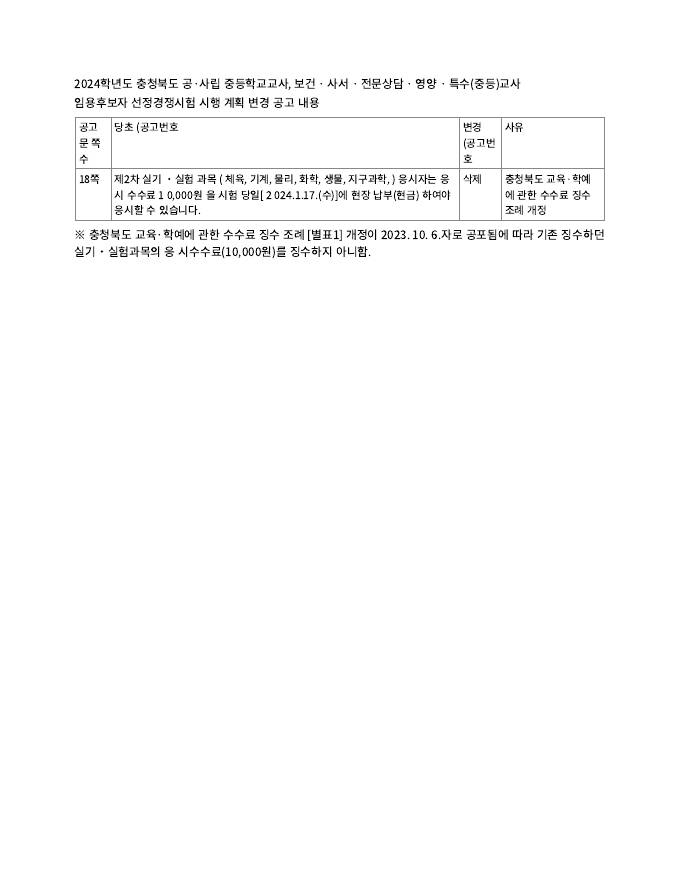 2024학년도 충청북도 공·사립 중등학교교사, 보건 · 사서 · 전문상담 · 영양 · 특수(중등)교사
임용후보자 선정경쟁시험 시행 계획 변경 공고 내용
공고
문 쪽
수
당초 (공고번호
변경
(공고번
호
사유
18쪽
제2차 실기 ・ 실험 과목 ( 체육, 기계, 물리, 화학, 생물, 지구과학, ) 응시자는 응
시 수수료 1 0,000원 을 시험 당일[ 2 024.1.17.(수)]에 현장 납부(현금) 하여야
응시할 수 있습니다.
삭제
충청북도 교육·학예
에 관한 수수료 징수
조례 개정
※ 충청북도 교육·학예에 관한 수수료 징수 조례 [별표1] 개정이 2023. 10. 6.자로 공포됨에 따라 기존 징수하던
실기・실험과목의 응 시수수료(10,000원)를 징수하지 아니함.